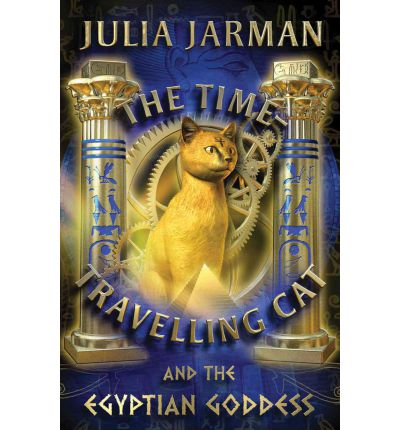 JULIA JARMAN
THE TIME-
TRAVELLING CAT
AND THE
EGYPTIAN GODDESS